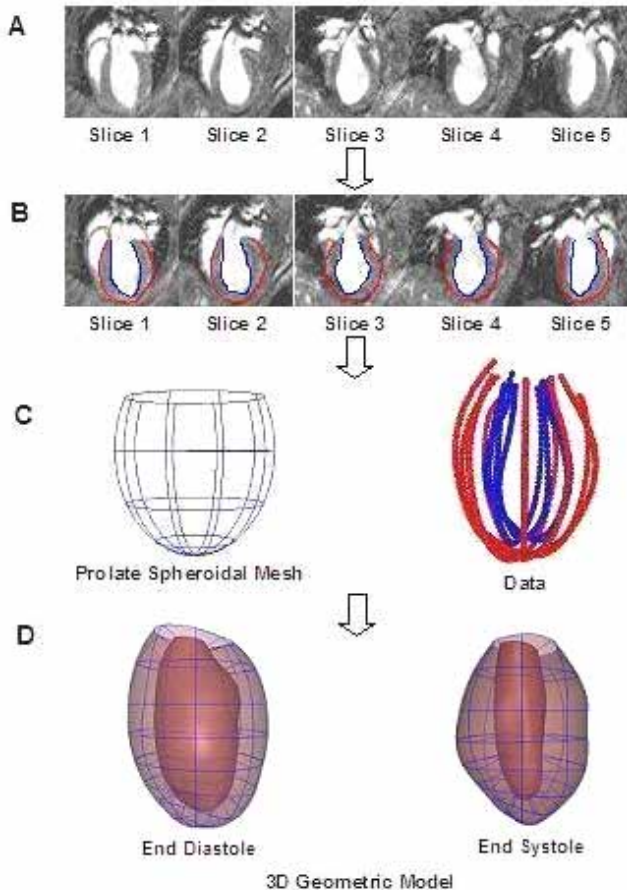 A
Slice 1 Slice 2 Slice 3 Slice 4 Slice 5
B
Slice 1 Slice 2 Slice 3 Slice 4 Slice 5
C
Prolate Spheroidal Mesh Data
D
End Diastole End Systole
3D Geometric Model